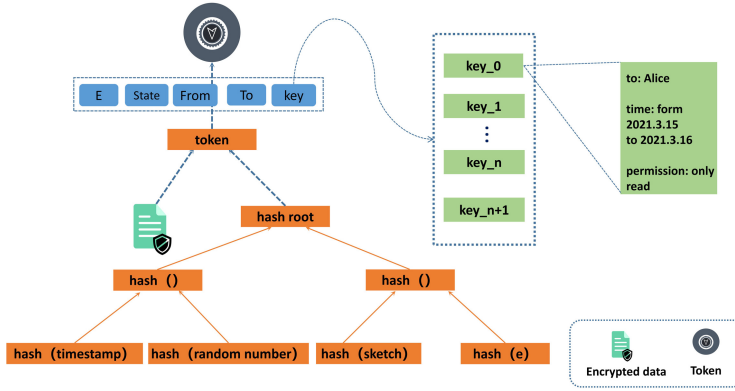 E
State
From
To
key
token
hash root
hash ()
hash ()
hash (timestamp)
hash (random number)
hash (sketch)
hash (e)
key_0
key_1
key_n
key_n+1
to: Alice
time: form
2021.3.15
to 2021.3.16
permission: only
read
Encrypted data
Token